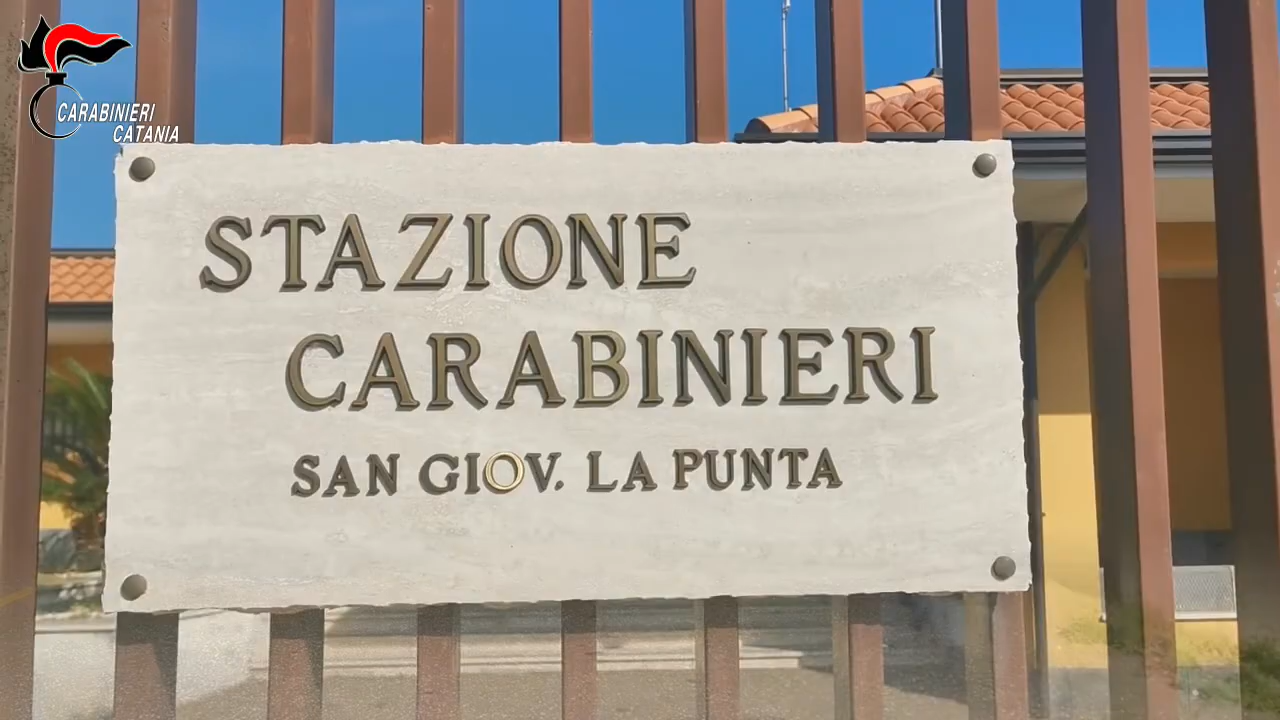 CARABINIERI
CATANIA
STAZIONE
CARABINIERI
SAN GIOV. LA PUNTA